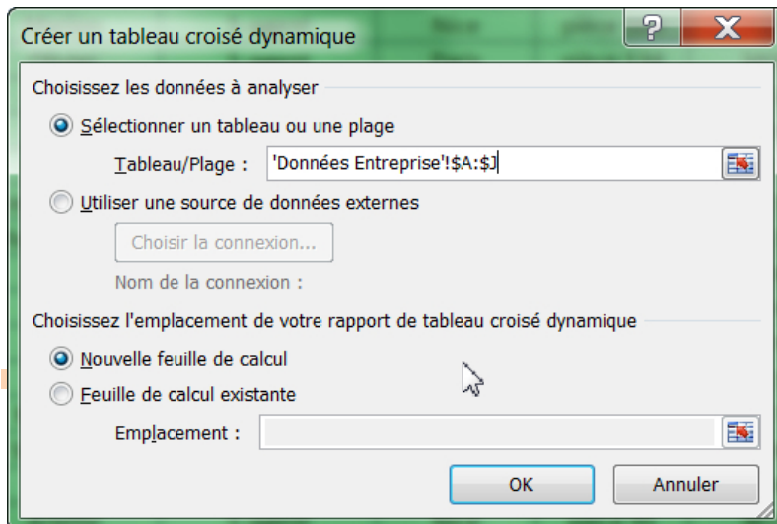 Créer un tableau croisé dynamique
Choisissez les données à analyser
Sélectionner un tableau ou une plage
Tableau/Plage : 'Données Entreprise'!$A:$J
Utiliser une source de données externes
Choisir la connexion...
Nom de la connexion :
Choisissez l'emplacement de votre rapport de tableau croisé dynamique
Nouvelle feuille de calcul
Feuille de calcul existante
Emplacement :
OK Annuler